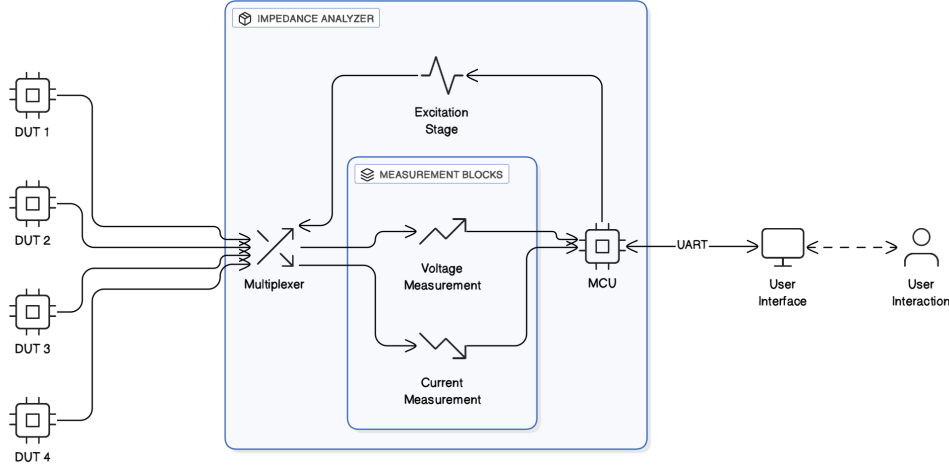 IMPEDANCE ANALYZER
DUT 1
DUT 2
DUT 3
DUT 4
Excitation
Stage
MEASUREMENT BLOCKS
Multiplexer
Voltage
Measurement
Current
Measurement
MCU
UART
User
Interface
User
Interaction